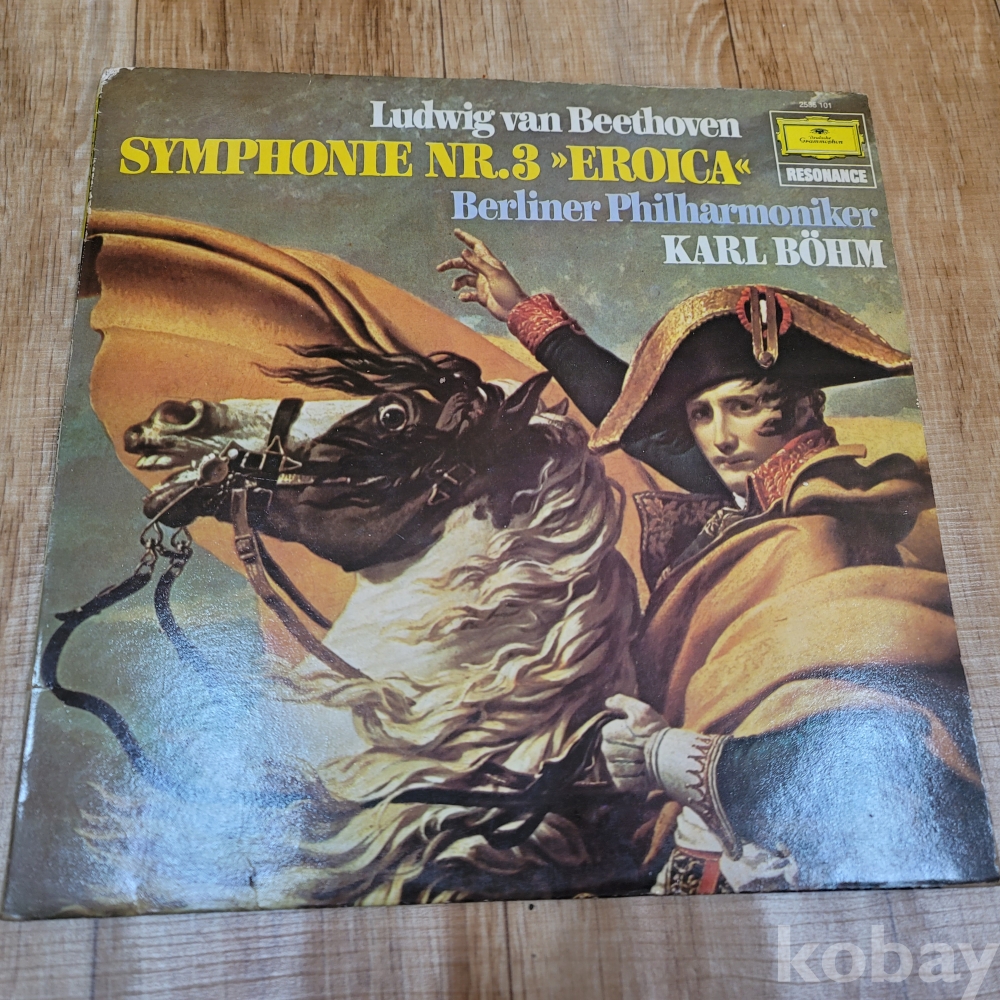 2535 101
Ludwig van Beethoven
SYMPHONIE NR.3 »EROICA«
Deutsche
Grammophon
RESONANCE
Berliner Philharmoniker
KARL BÖHM
kobay